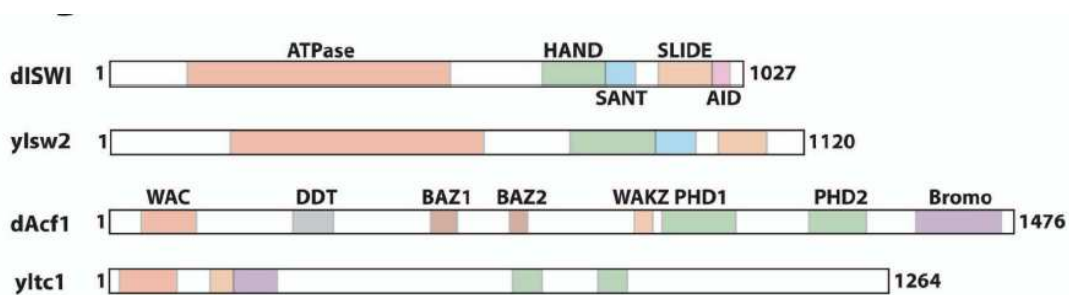 ATPase HAND SLIDE
dISWI 1 1027
SANT AID
yIsw2 1 1120
WAC DDT BAZ1 BAZ2 WAKZ PHD1 PHD2 Bromo
dAcf1 1 1476
yItc1 1 1264